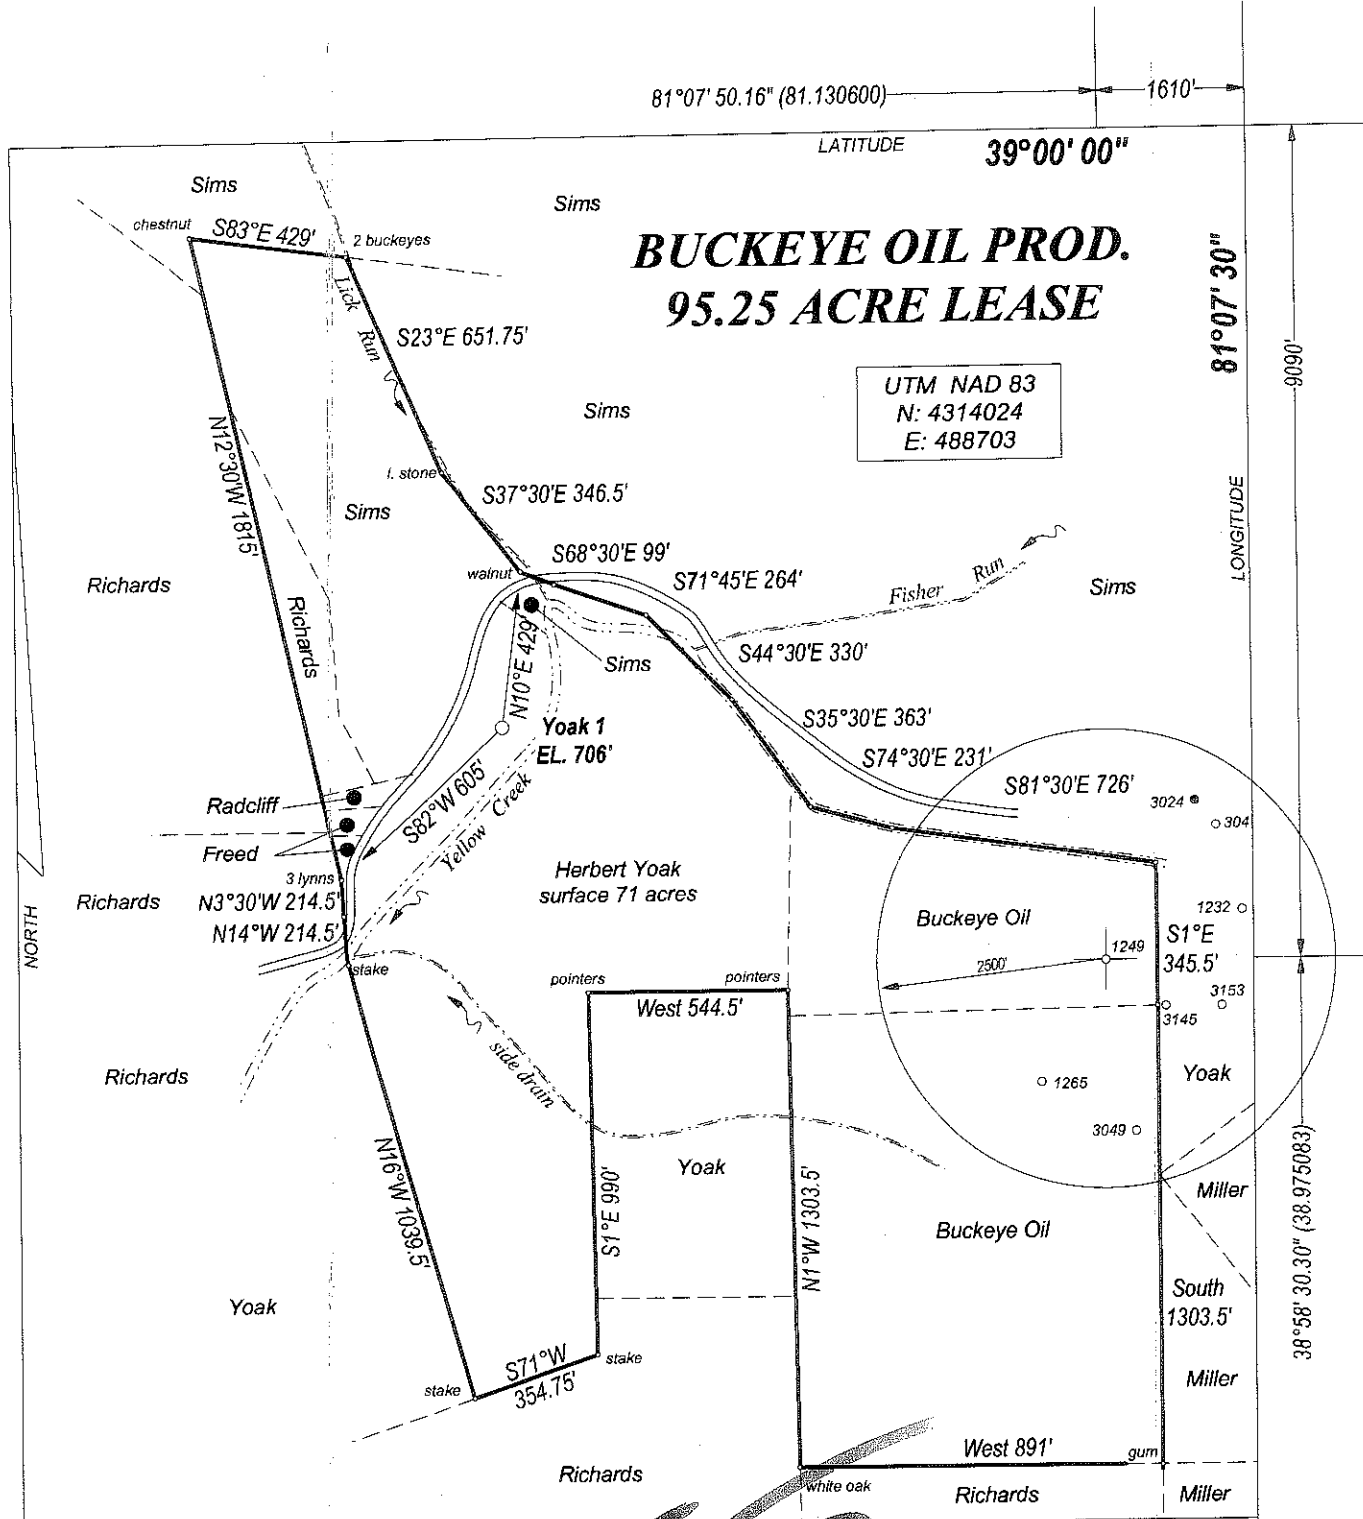 81°07' 50.16" (81.130600)
1610'
LATITUDE
39°00' 00"
Sims
Sims
chestnut
S83°E 429'
2 buckeyes
BUCKEYE OIL PROD.
95.25 ACRE LEASE
81°07' 30"
LONGITUDE
9090'
Lick Run
S23°E 651.75'
UTM NAD 83
N: 4314024
E: 488703
Sims
N12°30'W 1815'
l. stone
S37°30'E 346.5'
Sims
S68°30'E 99'
walnut
S71°45'E 264'
Fisher Run
Sims
Richards
Richards
S44°30'E 330'
Sims
N10°E 429'
S35°30'E 363'
Yoak 1
EL. 706'
S74°30'E 231'
S81°30'E 726'
3024
304
Radcliff
S82°W 605'
Yellow Creek
Freed
3 lynns
Herbert Yoak
surface 71 acres
Richards
N3°30'W 214.5'
N14°W 214.5'
NORTH
stake
Buckeye Oil
1232
S1°E
345.5'
1249
2500'
pointers
pointers
West 544.5'
3153
3145
side drain
Richards
Yoak
1265
3049
38°58' 30.30" (38.975083)
N16°W 1039.5'
S1°E 990'
Yoak
N1°W 1303.5'
Miller
Buckeye Oil
South
1303.5'
Yoak
stake
S71°W
354.75'
stake
Miller
West 891'
gum
Richards
white oak
Richards
Miller